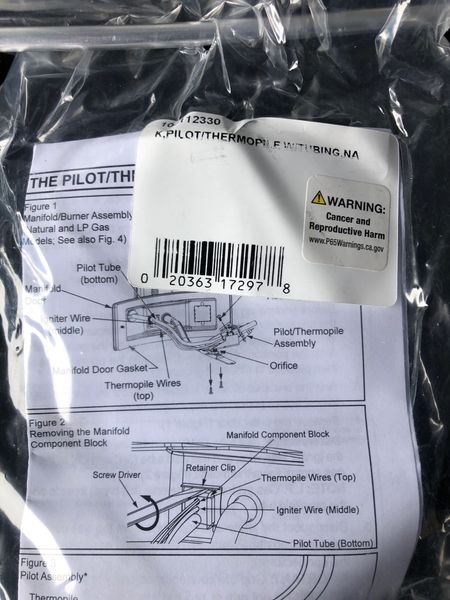 112330
K,PILOT/THERMOPILE W/TUBING,NA
WARNING:
Cancer and
Reproductive Harm
www.P65Warnings.ca.gov
0 20363 17297 8
THE PILOT/TH
Figure 1
Manifold/Burner Assembly
Natural and LP Gas
Models; See also Fig. 4)
Pilot Tube
(bottom)
Manifold
Igniter Wire
(middle)
Pilot/Thermopile
Assembly
Orifice
Manifold Door Gasket
Thermopile Wires
(top)
Figure 2
Removing the Manifold
Component Block
Manifold Component Block
Retainer Clip
Screw Driver
Thermopile Wires (Top)
Igniter Wire (Middle)
Pilot Tube (Bottom)
Figure
Pilot Assembly*
Thermopile